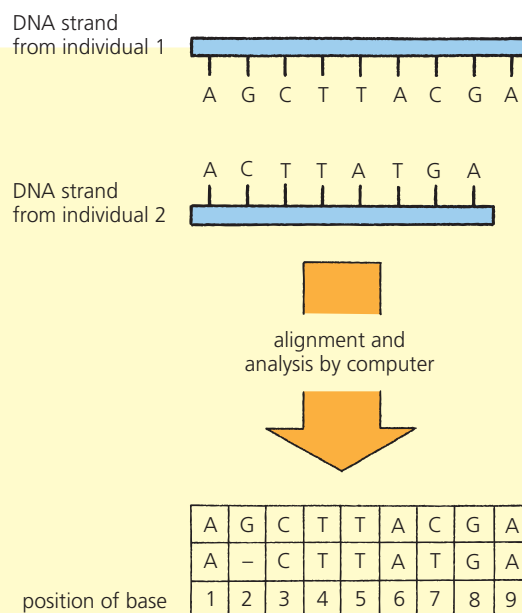 DNA strand
from individual 1
A G C T T A C G A
A C T T A T G A
DNA strand
from individual 2
alignment and
analysis by computer
A G C T T A C G A
A – C T T A T G A
position of base 1 2 3 4 5 6 7 8 9